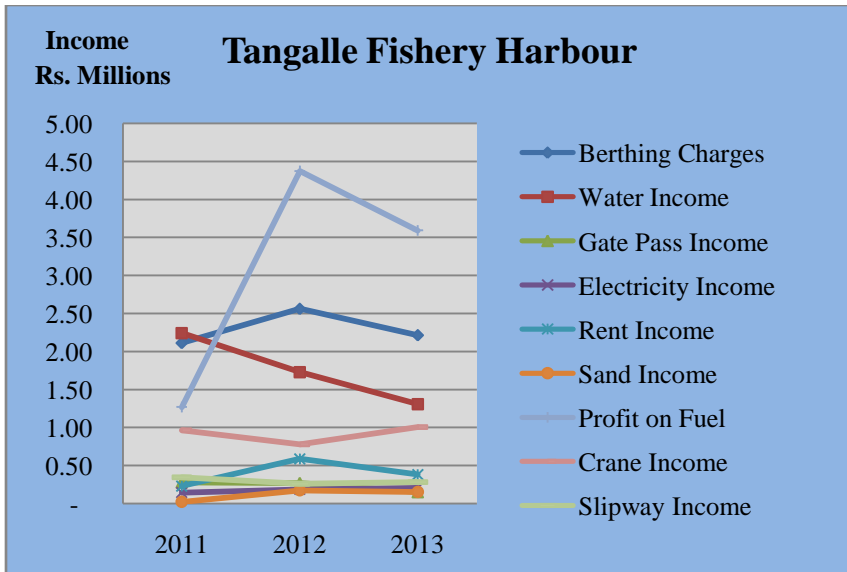 Income
Rs. Millions
Tangalle Fishery Harbour
5.00
4.50
4.00
3.50
3.00
2.50
2.00
1.50
1.00
0.50
-
2011 2012 2013
Berthing Charges
Water Income
Gate Pass Income
Electricity Income
Rent Income
Sand Income
Profit on Fuel
Crane Income
Slipway Income